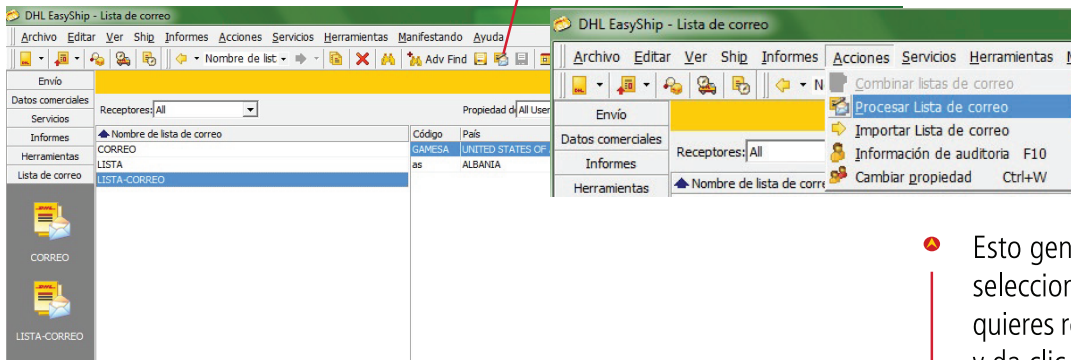 DHL EasyShip - Lista de correo
Archivo Editar Ver Ship Informes Acciones Servicios Herramientas Manifestando Ayuda
Nombre de list Adv Find
Envío
Datos comerciales
Servicios
Informes
Herramientas
Lista de correo
CORREO
LISTA-CORREO
Receptores: All Propiedad d All User
Nombre de lista de correo Código País
CORREO GAMESA UNITED STATES OF
LISTA as ALBANIA
LISTA-CORREO
DHL EasyShip - Lista de correo
Archivo Editar Ver Ship Informes Acciones Servicios Herramientas
N
Envío
Datos comerciales
Informes
Herramientas
Receptores: All
Nombre de lista de corre
Combinar listas de correo
Procesar Lista de correo
Importar Lista de correo
Información de auditoria F10
Cambiar propiedad Ctrl+W
Esto gen
seleccion
quieres r
y da clic